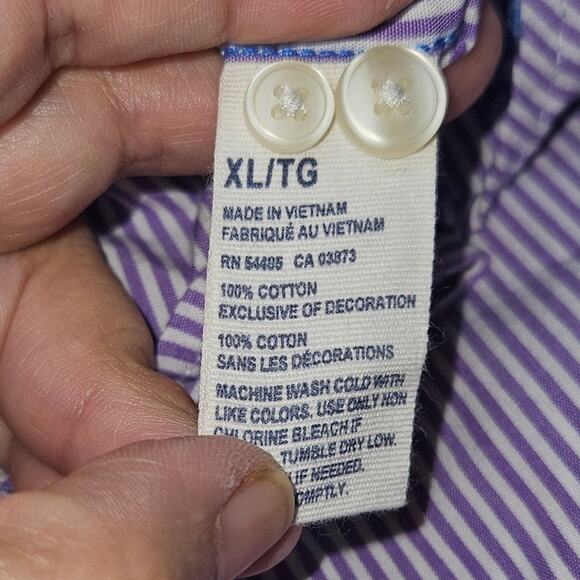 XL/TG
MADE IN VIETNAM
FABRIQUÉ AU VIETNAM
RN 54485 CA 03873
100% COTTON
EXCLUSIVE OF DECORATION
100% COTON
SANS LES DÉCORATIONS
MACHINE WASH COLD WITH
LIKE COLORS. USE ONLY NON
CHLORINE BLEACH IF
TUMBLE DRY LOW.
IF NEEDED.